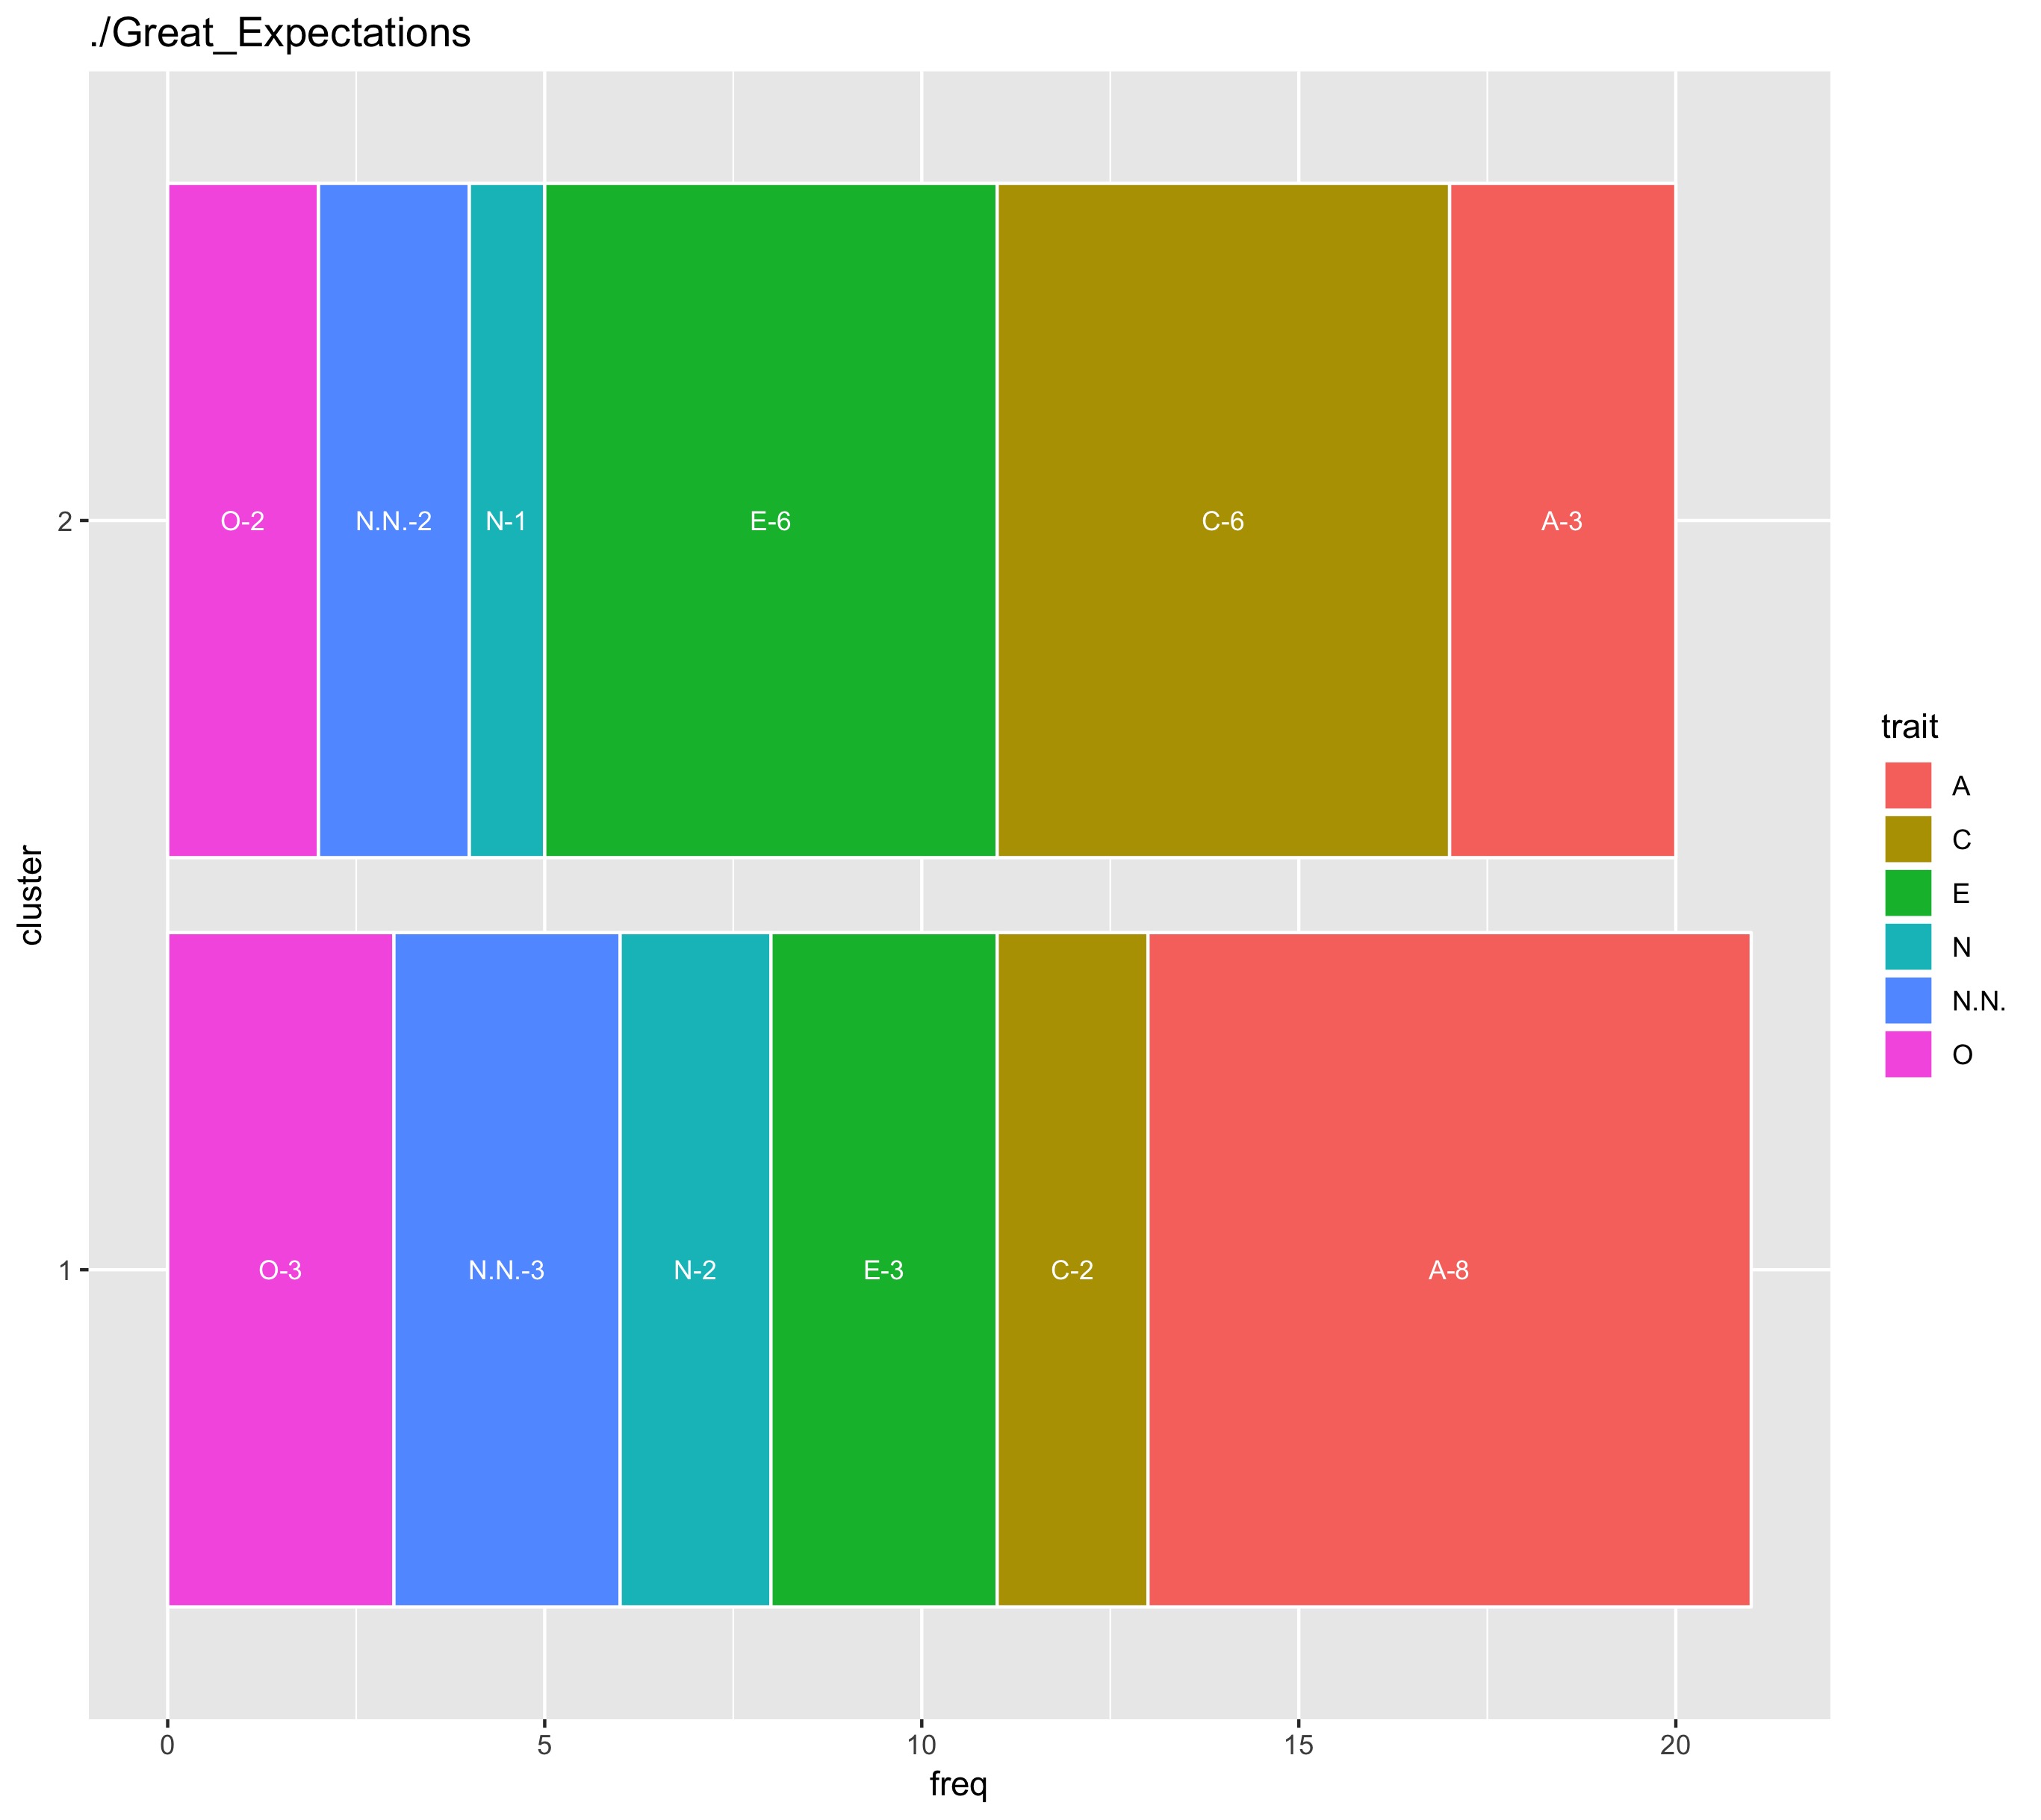 ./Great_Expectations
cluster
2
O-2 N.N.-2 N-1 E-6 C-6 A-3
1
O-3 N.N.-3 N-2 E-3 C-2 A-8
0 5 10 15 20
freq
trait
A
C
E
N
N.N.
O